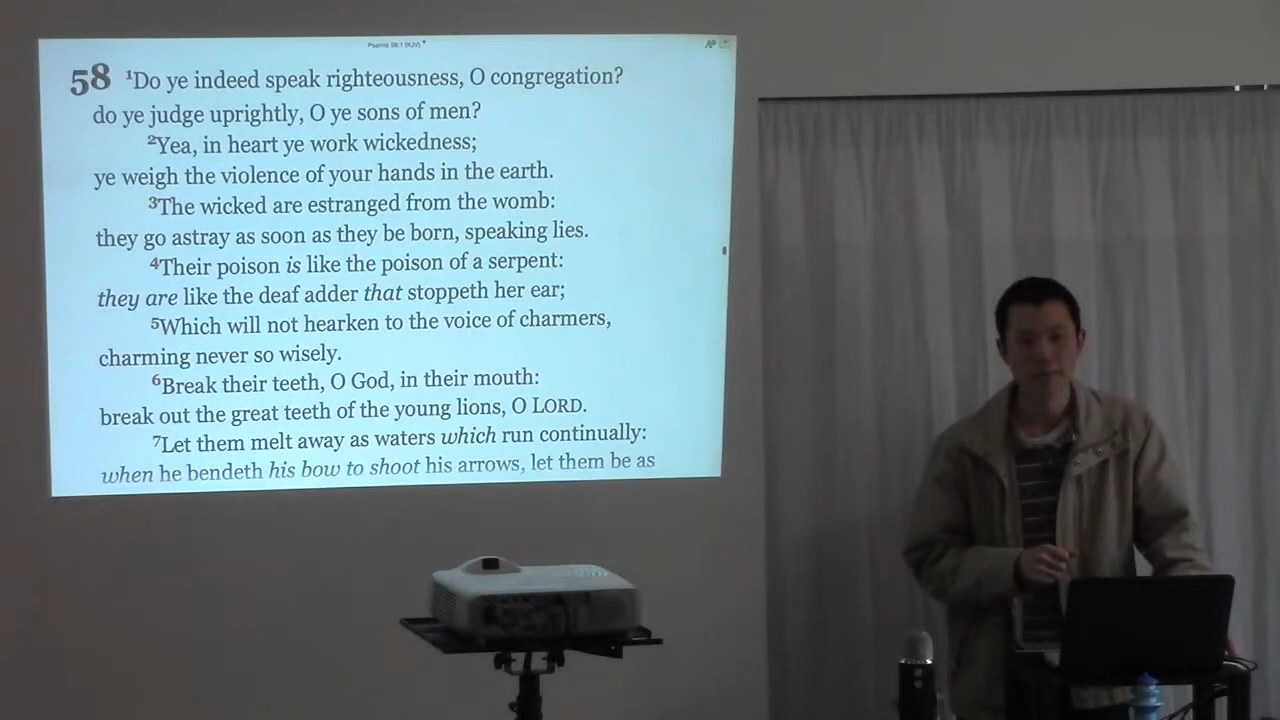 Psalms 58:1 (KJV)
58 1Do ye indeed speak righteousness, O congregation?
do ye judge uprightly, O ye sons of men?
2Yea, in heart ye work wickedness;
ye weigh the violence of your hands in the earth.
3The wicked are estranged from the womb:
they go astray as soon as they be born, speaking lies.
4Their poison is like the poison of a serpent:
they are like the deaf adder that stoppeth her ear;
5Which will not hearken to the voice of charmers,
charming never so wisely.
6Break their teeth, O God, in their mouth:
break out the great teeth of the young lions, O LORD.
7Let them melt away as waters which run continually:
when he bendeth his bow to shoot his arrows, let them be as